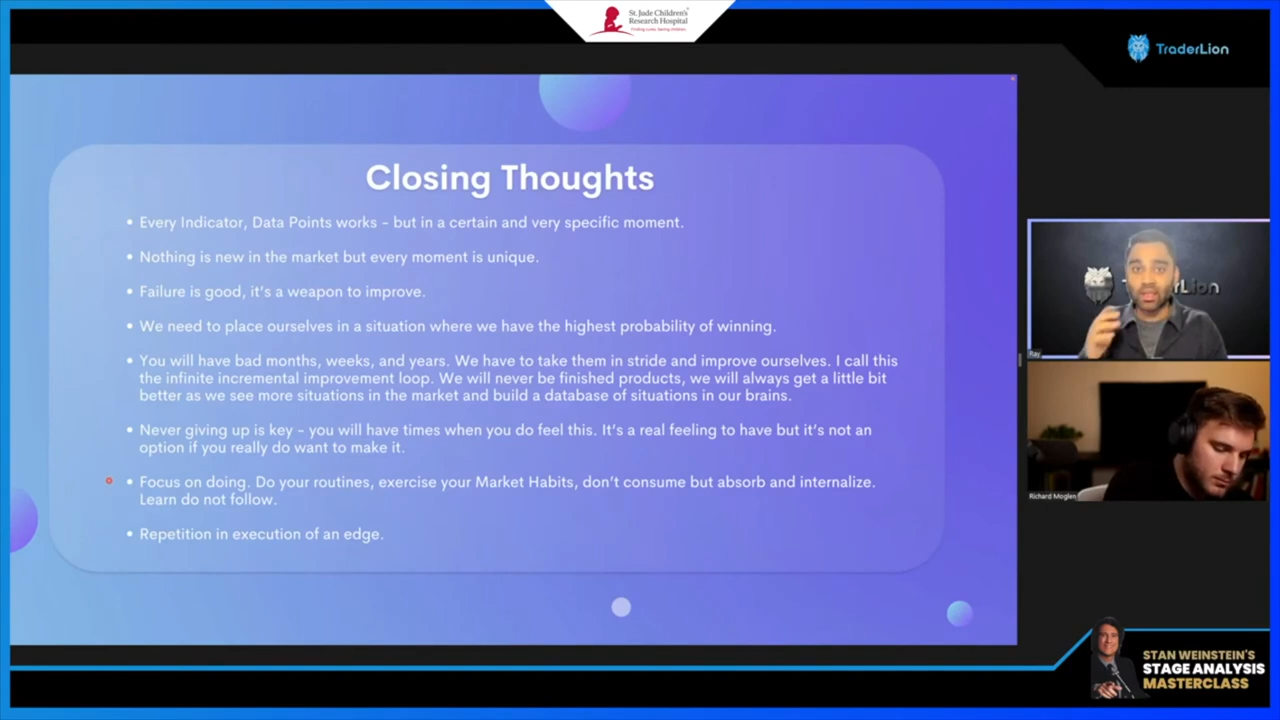 St. Jude Children's
Research Hospital
Finding cures. Saving children.
TraderLion
Closing Thoughts
• Every Indicator, Data Points works - but in a certain and very specific moment.
• Nothing is new in the market but every moment is unique.
• Failure is good, it's a weapon to improve.
• We need to place ourselves in a situation where we have the highest probability of winning.
• You will have bad months, weeks, and years. We have to take them in stride and improve ourselves. I call this
the infinite incremental improvement loop. We will never be finished products, we will always get a little bit
better as we see more situations in the market and build a database of situations in our brains.
• Never giving up is key - you will have times when you do feel this. It's a real feeling to have but it's not an
option if you really do want to make it.
• Focus on doing. Do your routines, exercise your Market Habits, don't consume but absorb and internalize.
Learn do not follow.
• Repetition in execution of an edge.
Ray
Richard Moglen
STAN WEINSTEIN'S
STAGE ANALYSIS
MASTERCLASS